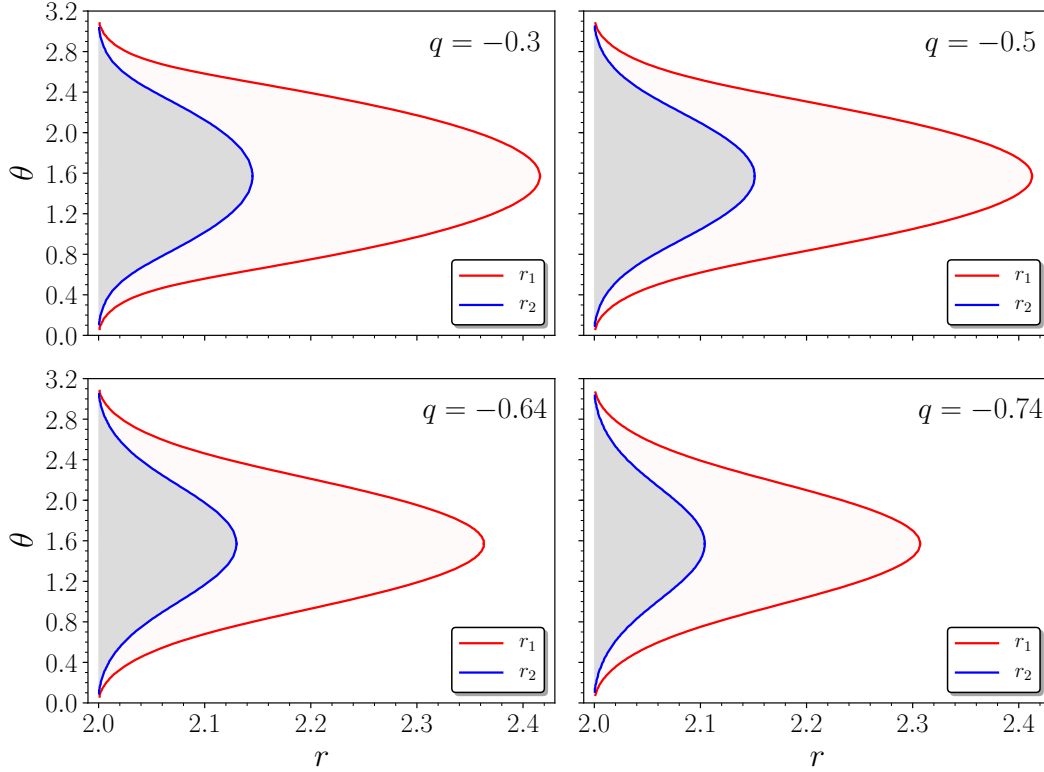 3.2
2.8
2.4
2.0
1.6
1.2
0.8
0.4
0.0
θ
q = −0.3
r₁
r₂
q = −0.5
r₁
r₂
3.2
2.8
2.4
2.0
1.6
1.2
0.8
0.4
0.0
θ
q = −0.64
r₁
r₂
2.0 2.1 2.2 2.3 2.4
r
q = −0.74
r₁
r₂
2.0 2.1 2.2 2.3 2.4
r